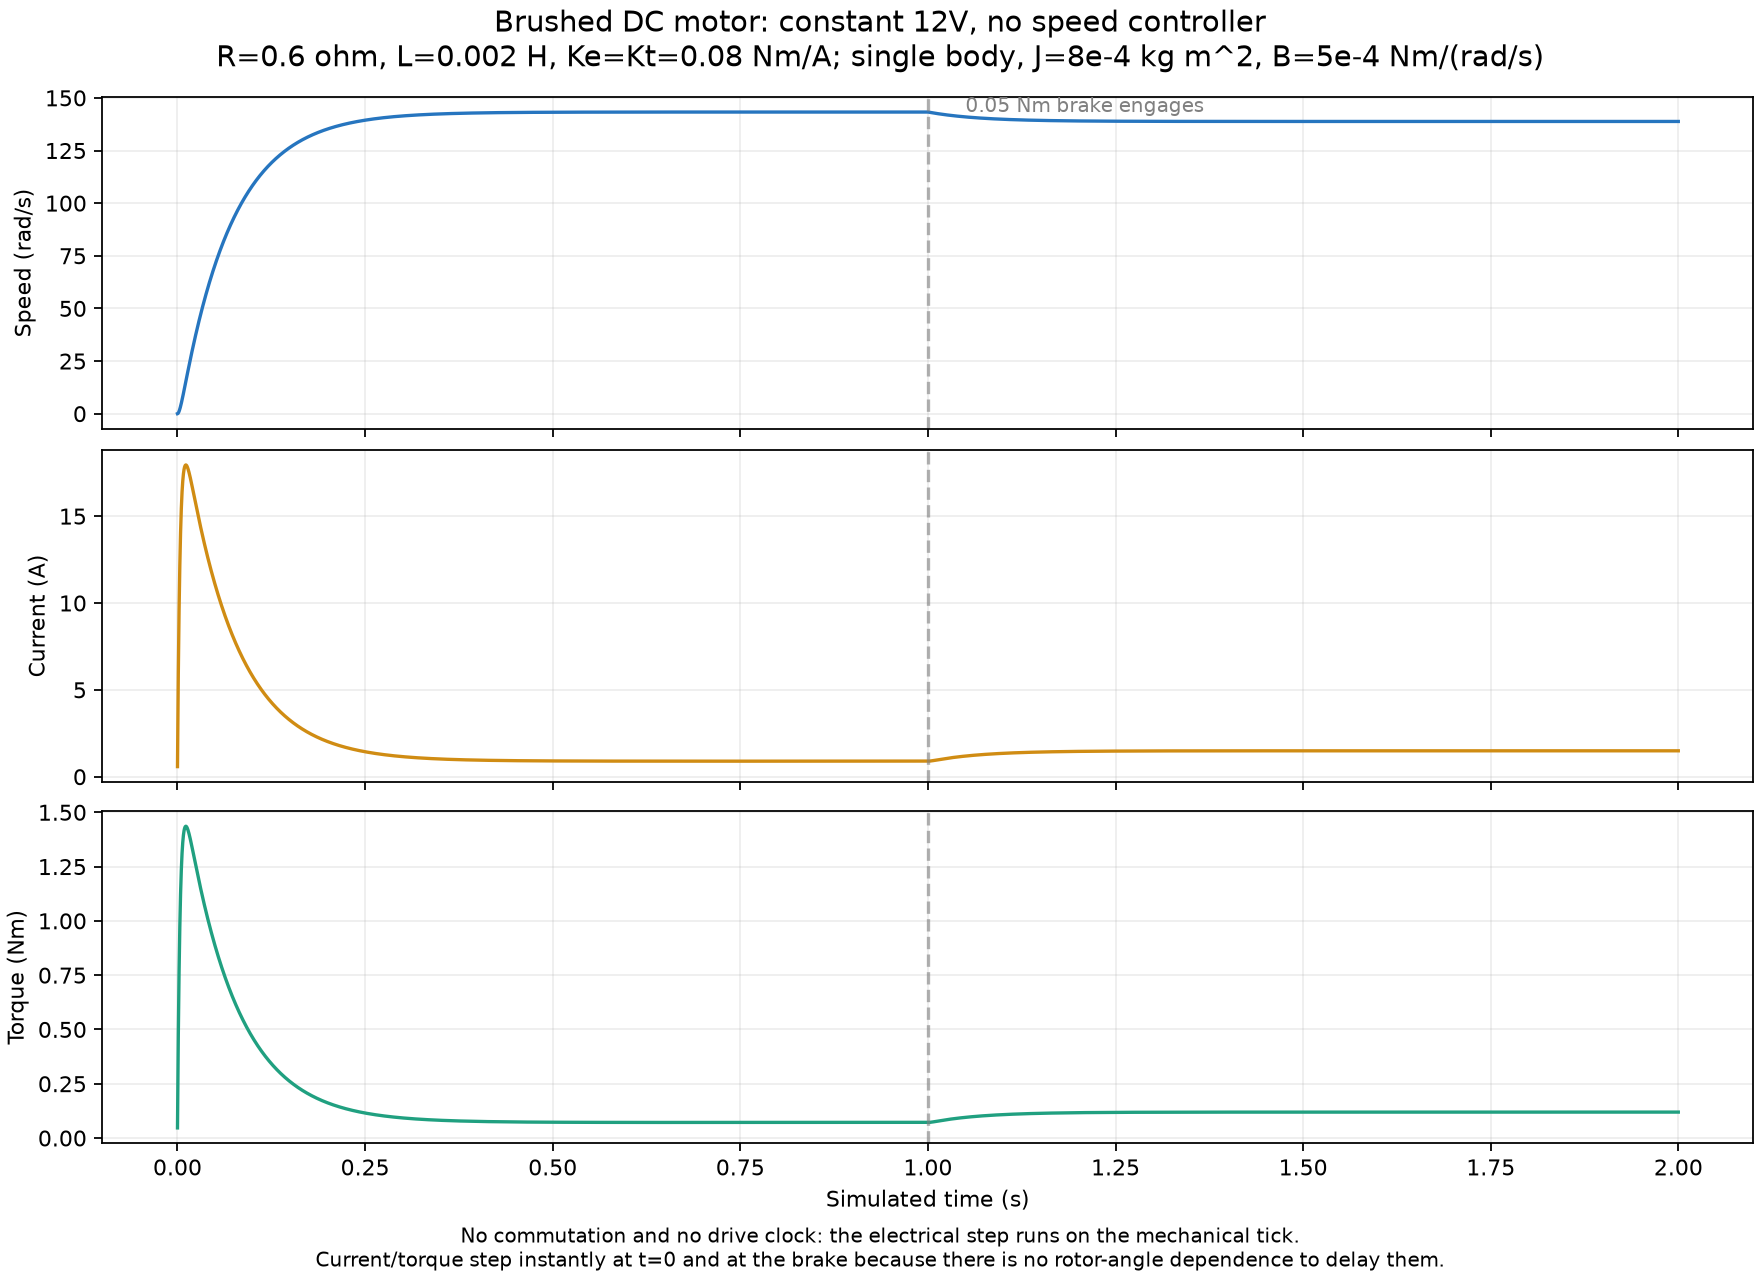 Brushed DC motor: constant 12V, no speed controller
R=0.6 ohm, L=0.002 H, Ke=Kt=0.08 Nm/A; single body, J=8e-4 kg m^2, B=5e-4 Nm/(rad/s)
0.05 Nm brake engages
150
125
100
75
50
25
0
Speed (rad/s)
15
10
5
0
Current (A)
1.50
1.25
1.00
0.75
0.50
0.25
0.00
Torque (Nm)
0.00 0.25 0.50 0.75 1.00 1.25 1.50 1.75 2.00
Simulated time (s)
No commutation and no drive clock: the electrical step runs on the mechanical tick.
Current/torque step instantly at t=0 and at the brake because there is no rotor-angle dependence to delay them.